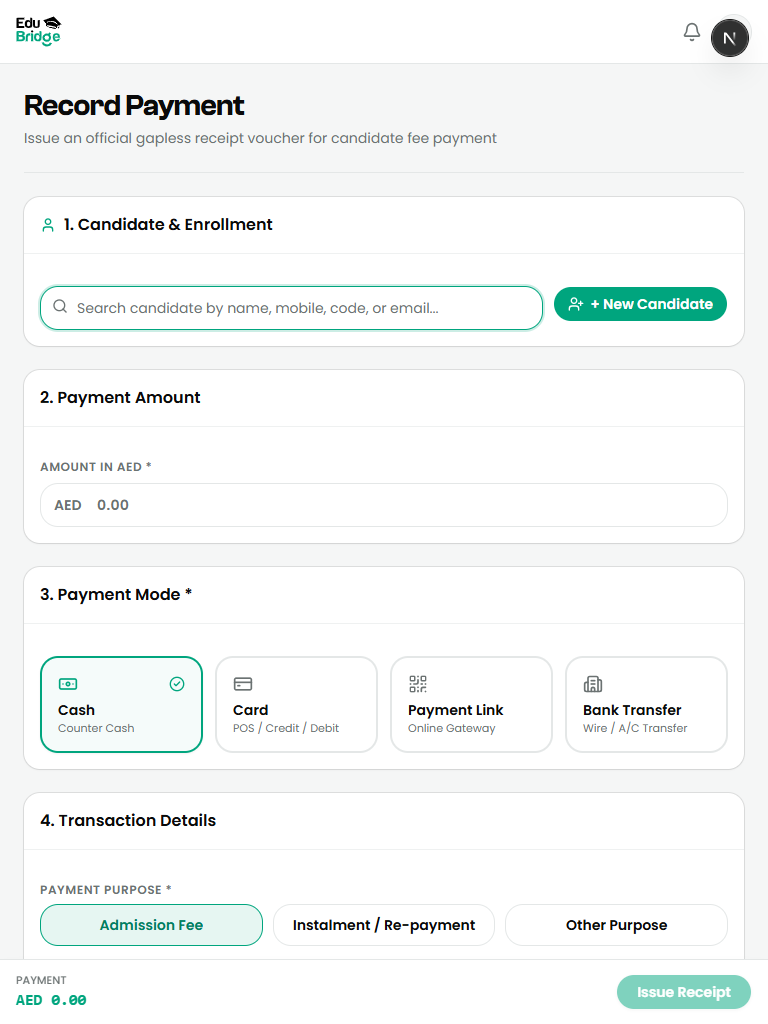 Edu
Bridge
N
Record Payment
Issue an official gapless receipt voucher for candidate fee payment
1. Candidate & Enrollment
Search candidate by name, mobile, code, or email...
+ New Candidate
2. Payment Amount
AMOUNT IN AED *
AED 0.00
3. Payment Mode *
Cash
Counter Cash
Card
POS / Credit / Debit
Payment Link
Online Gateway
Bank Transfer
Wire / A/C Transfer
4. Transaction Details
PAYMENT PURPOSE *
Admission Fee
Instalment / Re-payment
Other Purpose
PAYMENT
AED 0.00
Issue Receipt